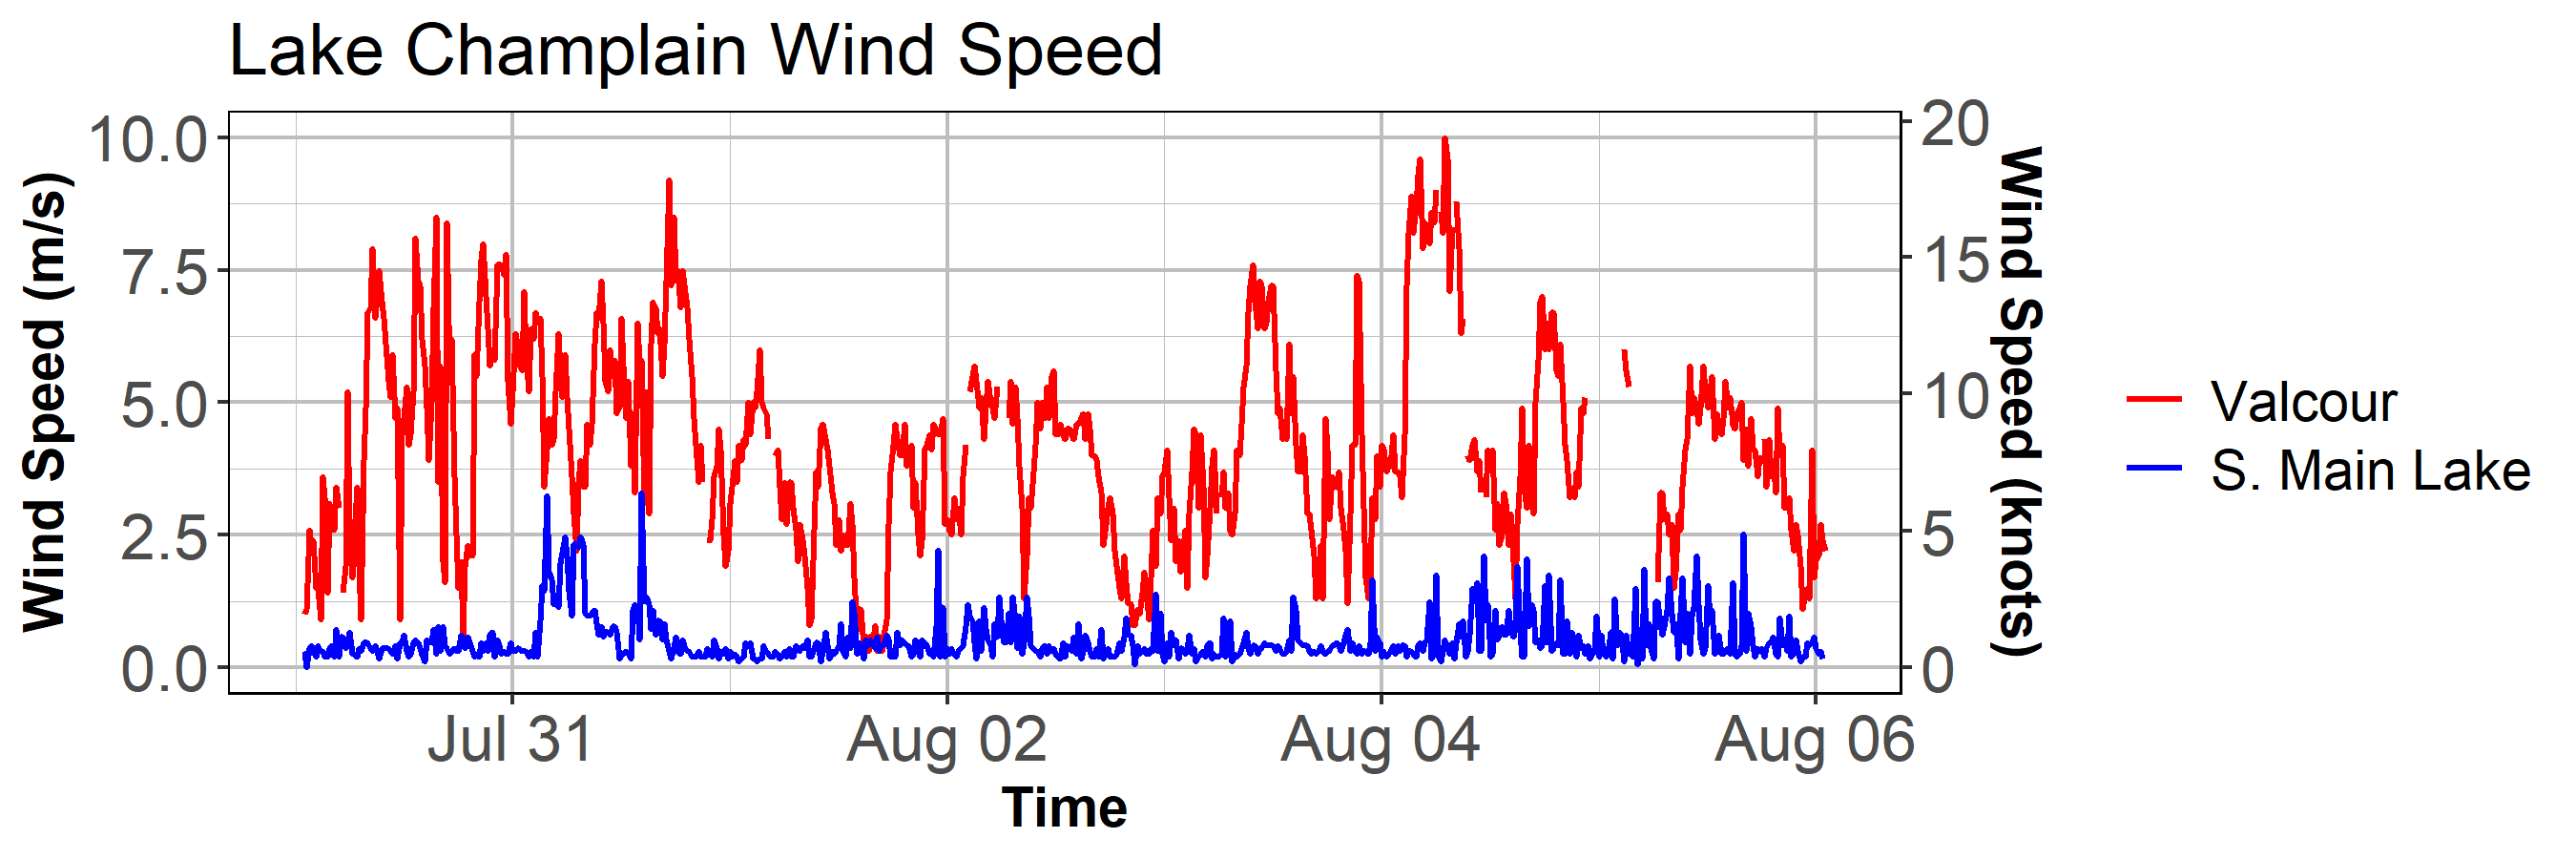 Lake Champlain Wind Speed
Wind Speed (m/s)
10.0
7.5
5.0
2.5
0.0
20
15
10
5
0
Wind Speed (knots)
Jul 31
Aug 02
Aug 04
Aug 06
Time
Valcour
S. Main Lake